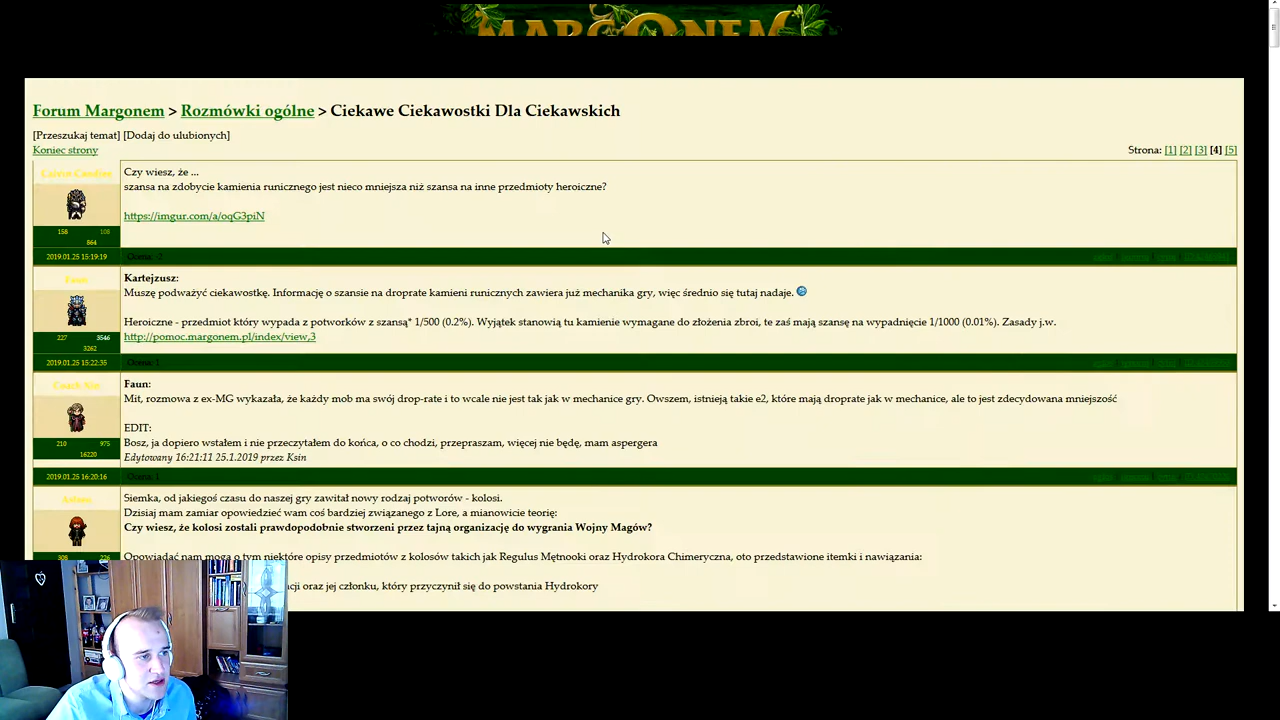 MARGONEM
Forum Margonem > Rozmówki ogólne > Ciekawe Ciekawostki Dla Ciekawskich
[Przeszukaj temat] [Dodaj do ulubionych]
Koniec strony
Strona: [1] [2] [3] [4] [5]
Czy wiesz, że ...
szansa na zdobycie kamienia runicznego jest nieco mniejsza niż szansa na inne przedmioty heroiczne?
https://imgur.com/a/oqG3piN
158 108
864
2019.01.25 15:19:19 Ocena: -2
Faun
Kartejzusz:
Muszę podważyć ciekawostkę. Informację o szansie na droprate kamieni runicznych zawiera już mechanika gry, więc średnio się tutaj nadaje.
Heroiczne - przedmiot który wypada z potworków z szansą* 1/500 (0.2%). Wyjątek stanowią tu kamienie wymagane do złożenia zbroi, te zaś mają szansę na wypadnięcie 1/1000 (0.01%). Zasady j.w.
http://pomoc.margonem.pl/index/view,3
227 3546
3262
2019.01.25 15:22:35 Ocena: 1
Faun:
Mit, rozmowa z ex-MG wykazała, że każdy mob ma swój drop-rate i to wcale nie jest tak jak w mechanice gry. Owszem, istnieją takie e2, które mają droprate jak w mechanice, ale to jest zdecydowana mniejszość
EDIT:
Bosz, ja dopiero wstałem i nie przeczytałem do końca, o co chodzi, przepraszam, więcej nie będę, mam aspergera
Edytowany 16:21:11 25.1.2019 przez Ksin
210 975
16220
2019.01.25 16:20:16 Ocena: 1
Siemka, od jakiegoś czasu do naszej gry zawitał nowy rodzaj potworów - kolosi.
Dzisiaj mam zamiar opowiedzieć wam coś bardziej związanego z Lore, a mianowicie teorię:
Czy wiesz, że kolosi zostali prawdopodobnie stworzeni przez tajną organizację do wygrania Wojny Magów?
308 226
Opowiadać nam mogą o tym niektóre opisy przedmiotów z kolosów takich jak Regulus Mętnooki oraz Hydrokora Chimeryczna, oto przedstawione itemki i nawiązania:
acji oraz jej członku, który przyczynił się do powstania Hydrokory